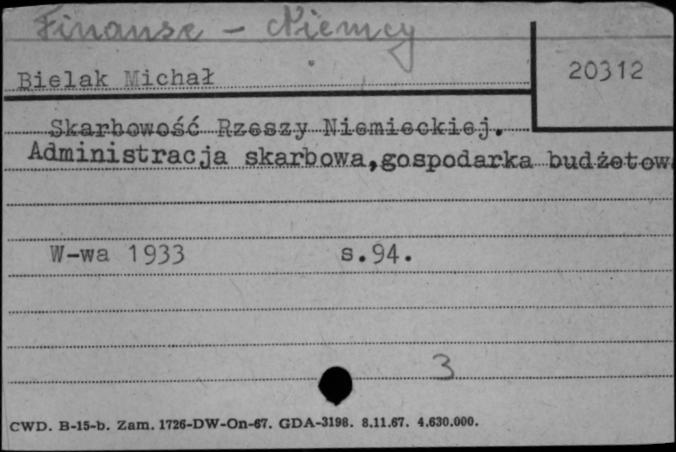 Finanse - Niemcy
Bielak Michał
20312
Skarbowość Rzeszy Niemieckiej.
Administracja skarbowa,gospodarka budżetowa
W-wa 1933 s.94.
3
CWD. B-15-b. Zam. 1726-DW-On-67. GDA-3198. 8.11.67. 4.630.000.